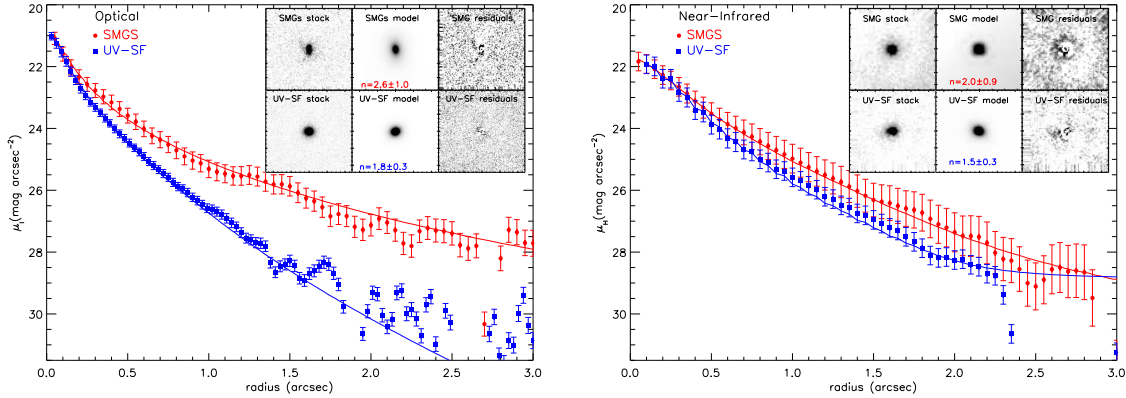 Optical
SMGS
UV-SF
SMGs stack
SMGs model
SMG residuals
n=2.6±1.0
UV-SF stack
UV-SF model
UV-SF residuals
n=1.8±0.3
μI(mag arcsec−2)
20
22
24
26
28
30
0.0
0.5
1.0
1.5
2.0
2.5
3.0
radius (arcsec)
Near-Infrared
SMGS
UV-SF
SMG stack
SMG model
SMG residuals
n=2.0±0.9
UV-SF stack
UV-SF model
UV-SF residuals
n=1.5±0.3
μH(mag arcsec−2)
20
22
24
26
28
30
0.0
0.5
1.0
1.5
2.0
2.5
3.0
radius (arcsec)